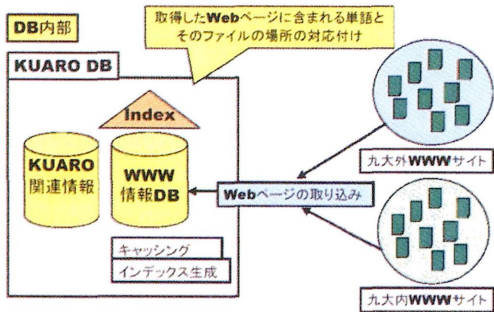 DB内部
取得したWebページに含まれる単語と
そのファイルの場所の対応付け
KUARO DB
Index
KUARO
関連情報
WWW
情報DB
Webページの取り込み
キャッシング
インデックス生成
九大外WWWサイト
九大内WWWサイト